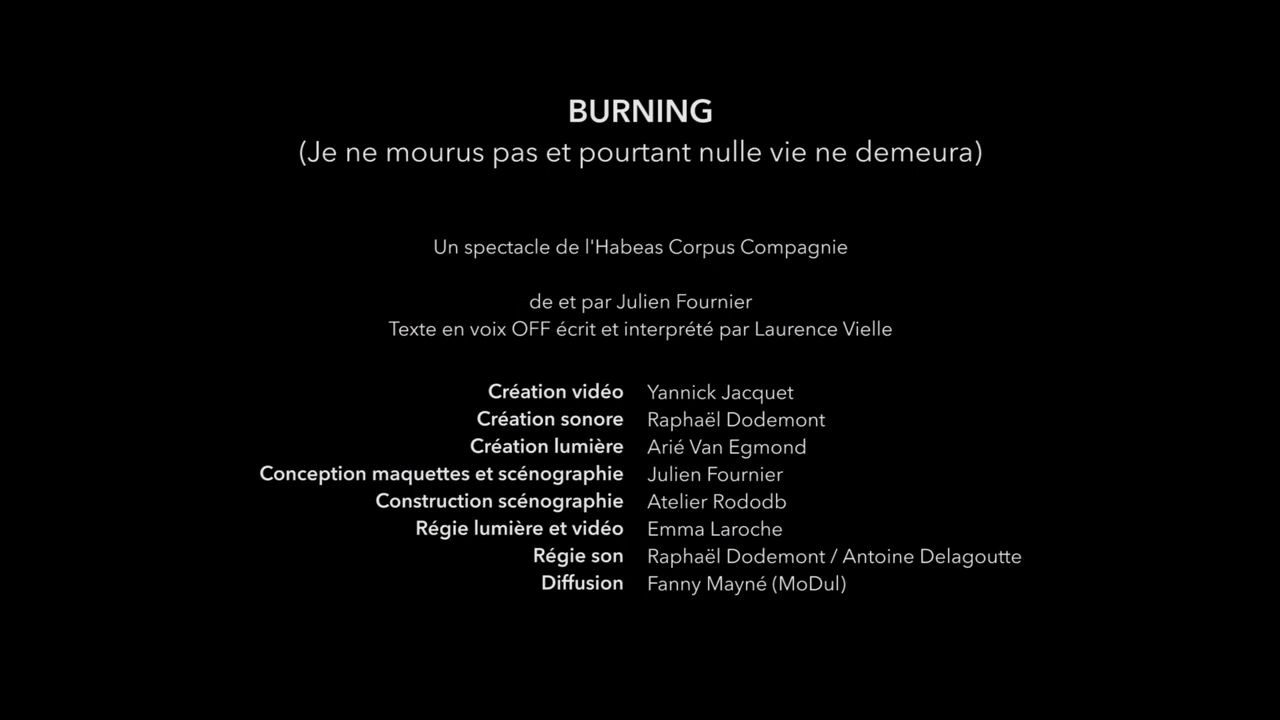 BURNING
(Je ne mourus pas et pourtant nulle vie ne demeura)
Un spectacle de l'Habeas Corpus Compagnie
de et par Julien Fournier
Texte en voix OFF écrit et interprété par Laurence Vielle
Création vidéo Yannick Jacquet
Création sonore Raphaël Dodemont
Création lumière Arié Van Egmond
Conception maquettes et scénographie Julien Fournier
Construction scénographie Atelier Rododb
Régie lumière et vidéo Emma Laroche
Régie son Raphaël Dodemont / Antoine Delagoutte
Diffusion Fanny Mayné (MoDul)